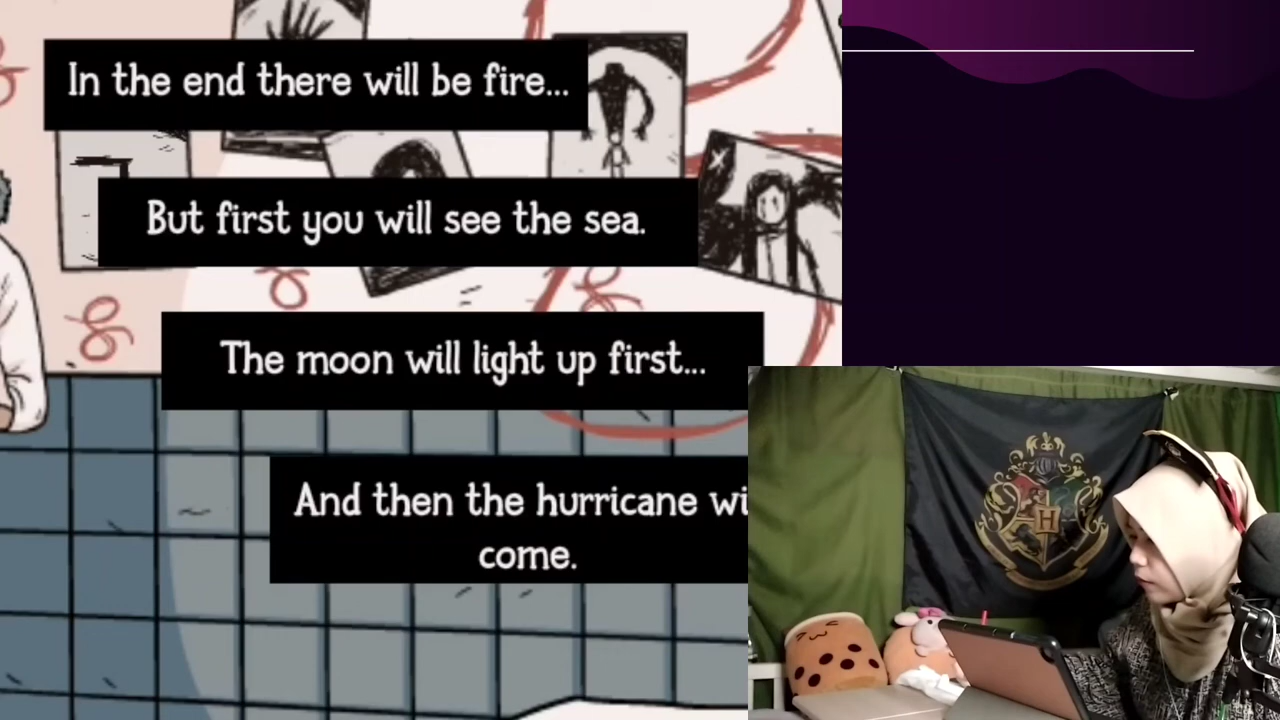 In the end there will be fire...
But first you will see the sea.
The moon will light up first...
And then the hurricane
come.
H